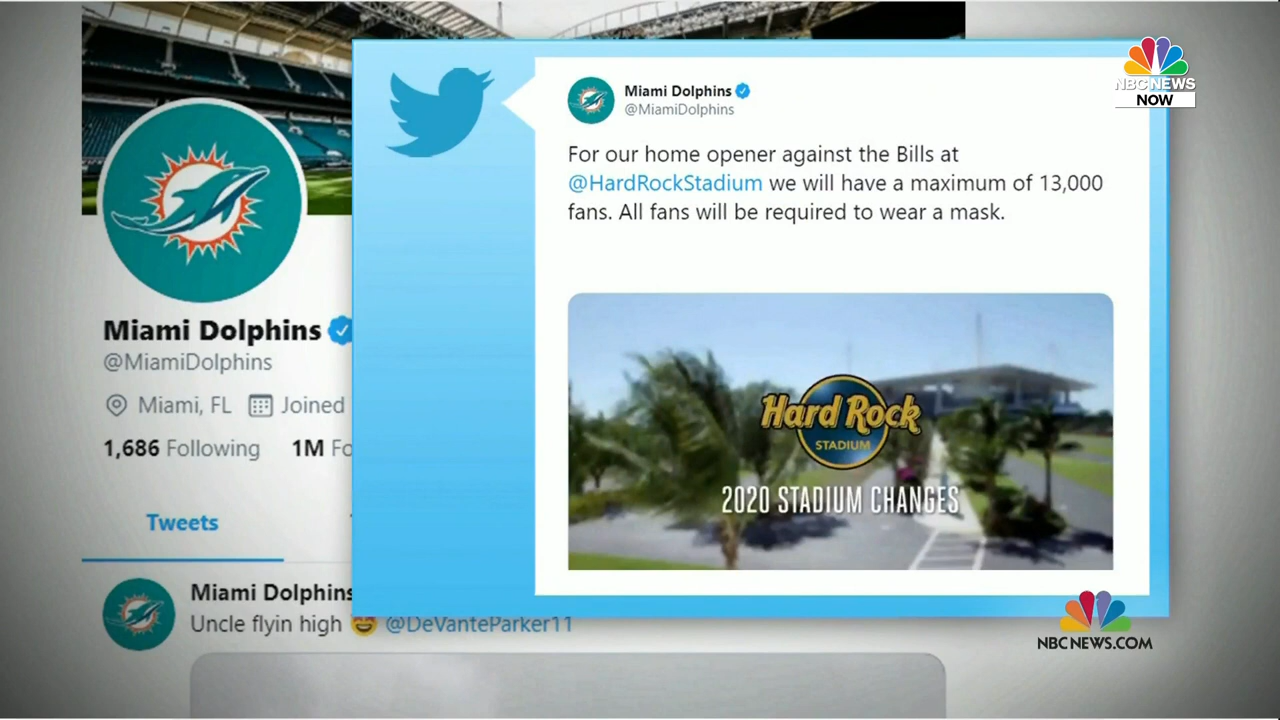 NBC NEWS
NOW
Miami Dolphins
@MiamiDolphins
For our home opener against the Bills at
@HardRockStadium we will have a maximum of 13,000
fans. All fans will be required to wear a mask.
Hard Rock
STADIUM
2020 STADIUM CHANGES
Miami Dolphins
@MiamiDolphins
Miami, FL Joined
1,686 Following 1M Fo
Tweets
Miami Dolphins
Uncle flyin high 😄 @DeVanteParker11
NBCNEWS.COM